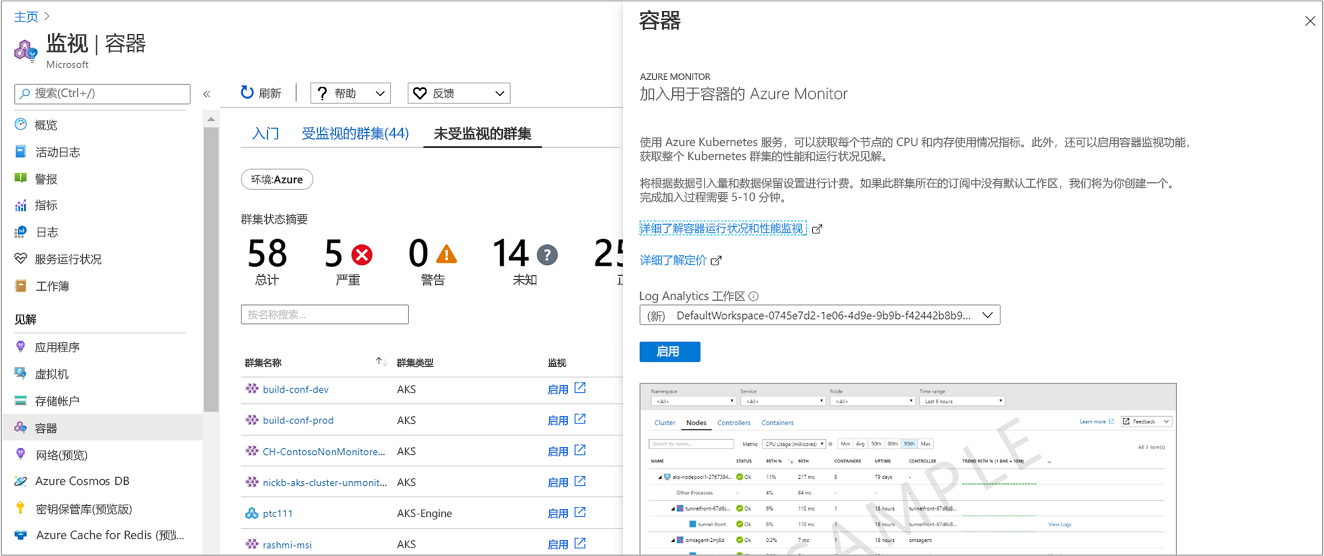 主页
监视 | 容器
Microsoft
搜索(Ctrl+/)
概览
活动日志
警报
指标
日志
服务运行状况
工作簿
见解
应用程序
虚拟机
存储帐户
容器
网络(预览)
Azure Cosmos DB
密钥保管库(预览版)
Azure Cache for Redis (预览...
刷新
帮助
反馈
入门 受监视的群集(44) 未受监视的群集
环境:Azure
群集状态摘要
58 5 0 14 25
总计 严重 警告 未知
按名称搜索...
群集名称 群集类型 监视
build-conf-dev AKS 启用
build-conf-prod AKS 启用
CH-ContosoNonMonitore... AKS 启用
nickb-aks-cluster-unmonit... AKS 启用
ptc111 AKS-Engine 启用
rashmi-msi AKS 启用
容器
AZURE MONITOR
加入用于容器的 Azure Monitor
使用 Azure Kubernetes 服务，可以获取每个节点的 CPU 和内存使用情况指标。此外，还可以启用容器监视功能，
获取整个 Kubernetes 群集的性能和运行状况见解。
将根据数据引入量和数据保留设置进行计费。如果此群集所在的订阅中没有默认工作区，我们将为你创建一个。
完成加入过程需要 5-10 分钟。
详细了解容器运行状况和性能监视
详细了解定价
Log Analytics 工作区
(新) DefaultWorkspace-0745e7d2-1e06-4d9e-9b9b-f42442b8b9...
启用
Namespace Service Node Time range
<All> <All> <All> Last 6 hours
Cluster Nodes Controllers Containers
Learn more Feedback
Search by name... Metric CPU Usage (millicores) Min Avg 50th 90th 95th Max
NAME STATUS 95TH % 95TH CONTAINERS UPTIME CONTROLLER TREND 95TH % (1 BAR = 15M)
aks-nodepool1-2767394... Ok 11% 217 mc 8 79 days -
Other Processes - 4% 84 mc - - -
tunnelfront-67d6c... Ok 6% 110 mc 1 18 hours
tunnel-front Ok 6% 110 mc 1 18 hours View Logs
omsagent-2mj8d Ok 0.3% 7 mc 1 18 hours omsagent
SAMPLE